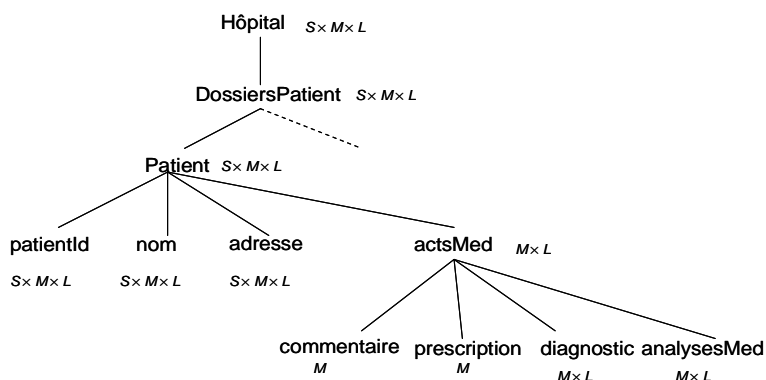 Hôpital S× M× L
DossiersPatient S× M× L
Patient S× M× L
patientId nom adresse actsMed M× L
S× M× L S× M× L S× M× L
commentaire prescription diagnostic analysesMed
M M M× L M× L